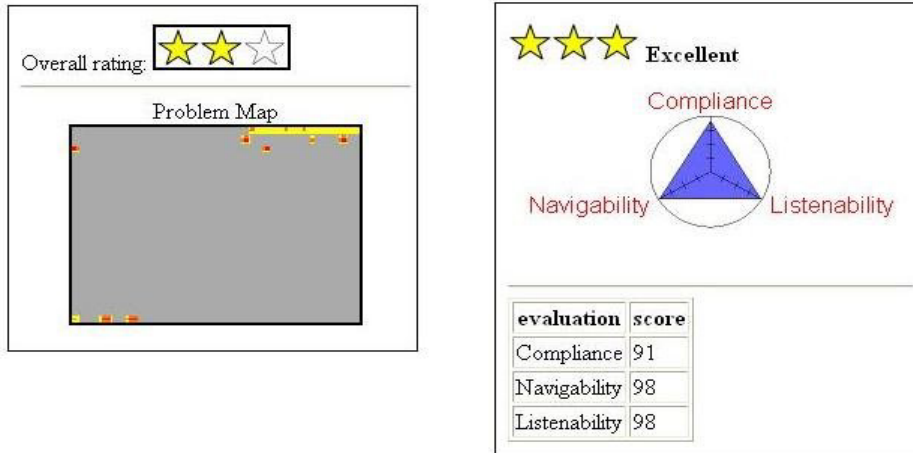 Overall rating:
Problem Map
Excellent
Compliance
Navigability
Listenability
evaluation score
Compliance 91
Navigability 98
Listenability 98